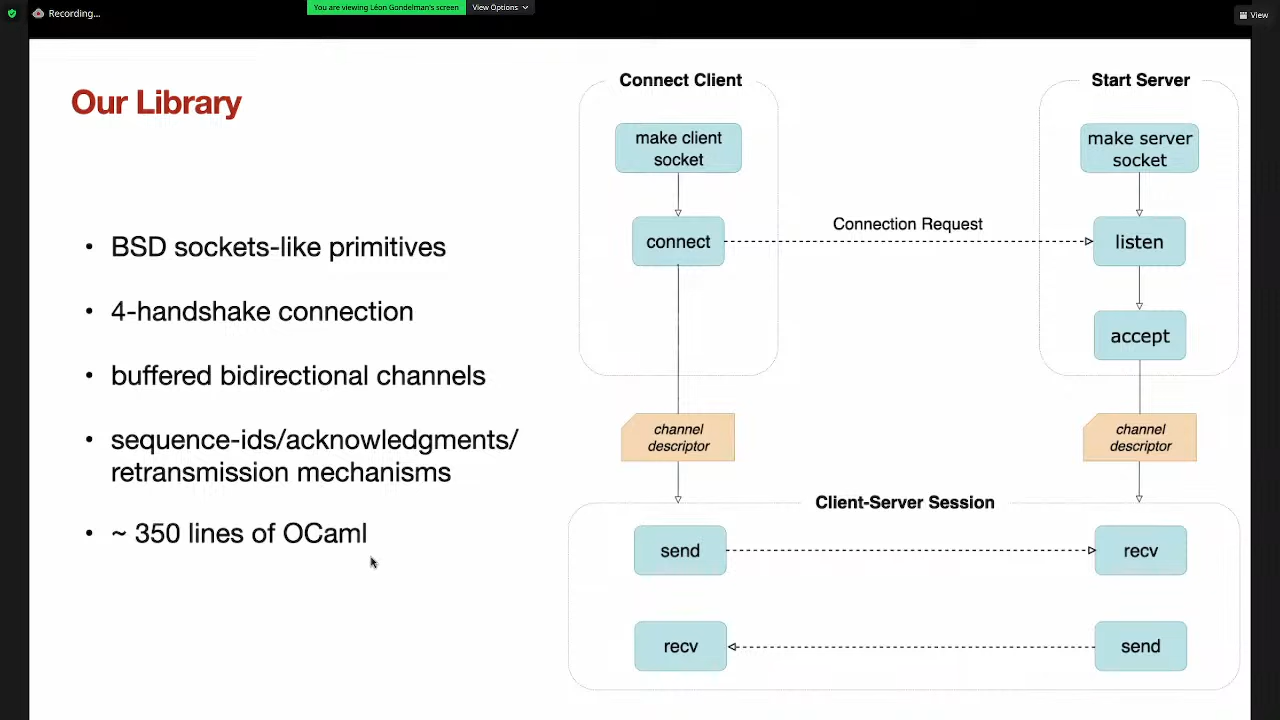 Recording...
You are viewing Léon Gondelman's screen
View Options
View
Our Library
• BSD sockets-like primitives
• 4-handshake connection
• buffered bidirectional channels
• sequence-ids/acknowledgments/
retransmission mechanisms
• ~ 350 lines of OCaml
Connect Client
make client
socket
connect
Connection Request
Start Server
make server
socket
listen
accept
channel
descriptor
channel
descriptor
Client-Server Session
send
recv
recv
send